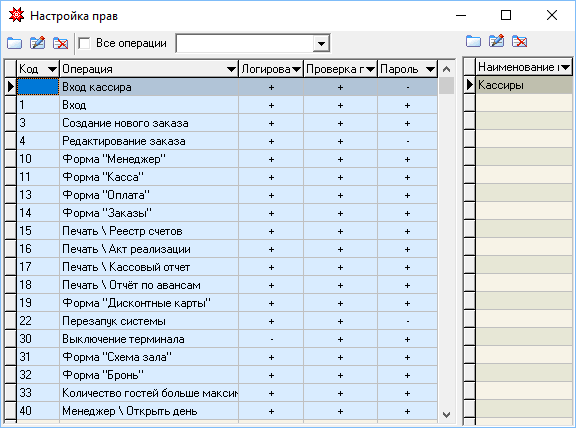 Настройка прав
Все операции
Код Операция Логирова Проверка г Пароль Наименование
Вход кассира + + - Кассиры
1 Вход + + +
3 Создание нового заказа + + +
4 Редактирование заказа + + -
10 Форма "Менеджер" + + +
11 Форма "Касса" + + +
13 Форма "Оплата" + + +
14 Форма "Заказы" + + +
15 Печать \ Реестр счетов + + +
16 Печать \ Акт реализации + + +
17 Печать \ Кассовый отчет + + +
18 Печать \ Отчёт по авансам + + +
19 Форма "Дисконтные карты" + + +
22 Перезапук системы + + -
30 Выключение терминала - + +
31 Форма "Схема зала" + + +
32 Форма "Бронь" + + +
33 Количество гостей больше максим + + +
40 Менеджер \ Открыть день + + +